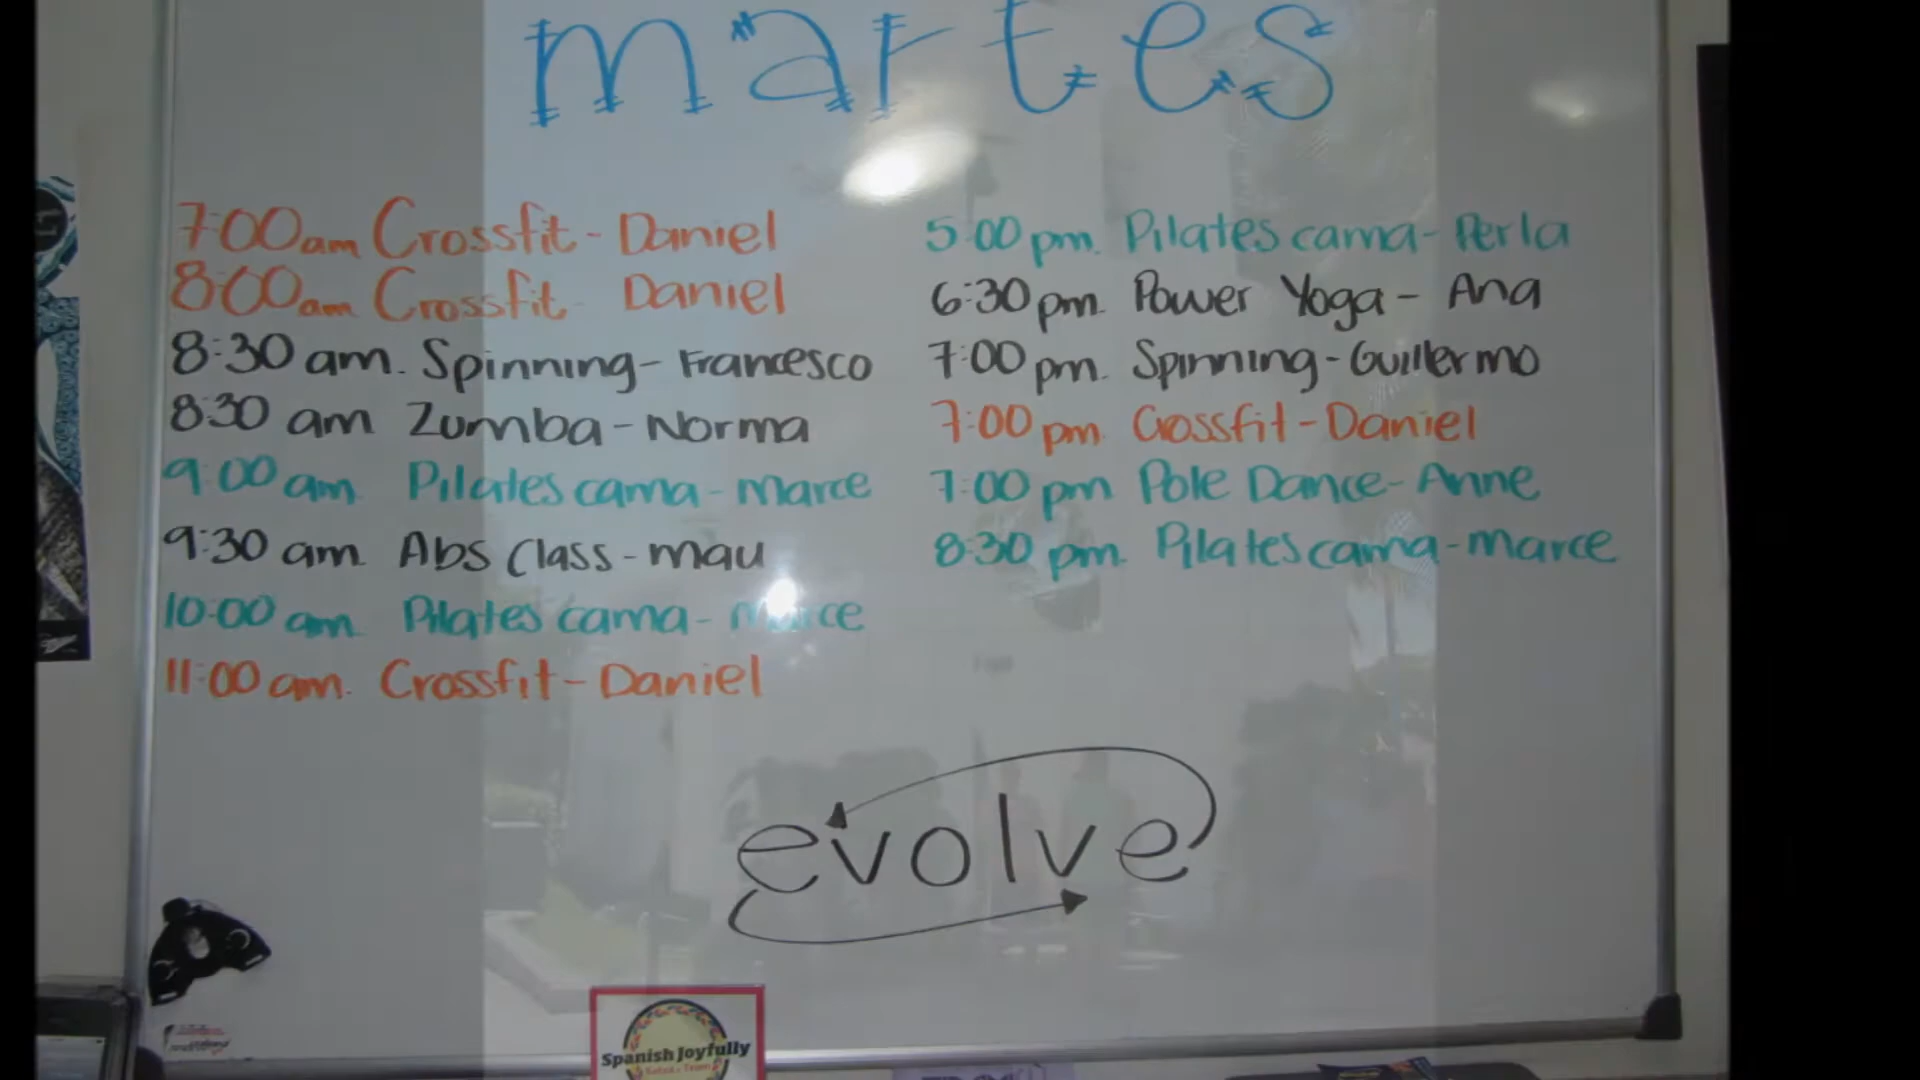 martes
7:00am Crossfit - Daniel
8:00am Crossfit - Daniel
8:30 am. Spinning - Francesco
8:30 am Zumba - Norma
9:00 am. Pilates cama - Marce
9:30 am. Abs Class - mau
10:00 am. Pilates cama - Marce
11:00 am. Crossfit - Daniel
5:00 pm. Pilates cama - Perla
6:30 pm. Power Yoga - Ana
7:00 pm. Spinning - Guillermo
7:00 pm. Crossfit - Daniel
7:00 pm Pole Dance - Anne
8:30 pm. Pilates cama - Marce
evolve
Spanish Joyfully